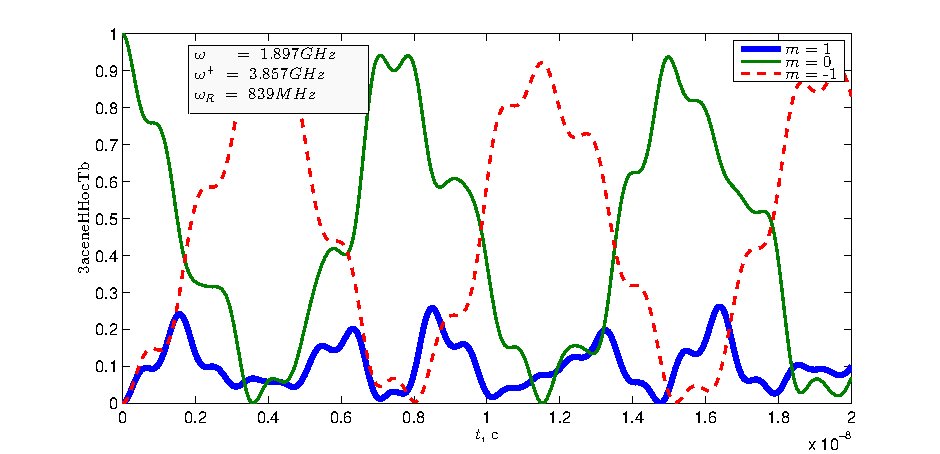 1
0.9
0.8
0.7
0.6
0.5
0.4
0.3
0.2
0.1
0
ω = 1.897GHz
ω⁺ = 3.857GHz
ω_R = 839MHz
m = 1
m = 0
m = -1
3aceneHHocTb
0 0.2 0.4 0.6 0.8 1 1.2 1.4 1.6 1.8 2
t, c
x 10⁻⁸